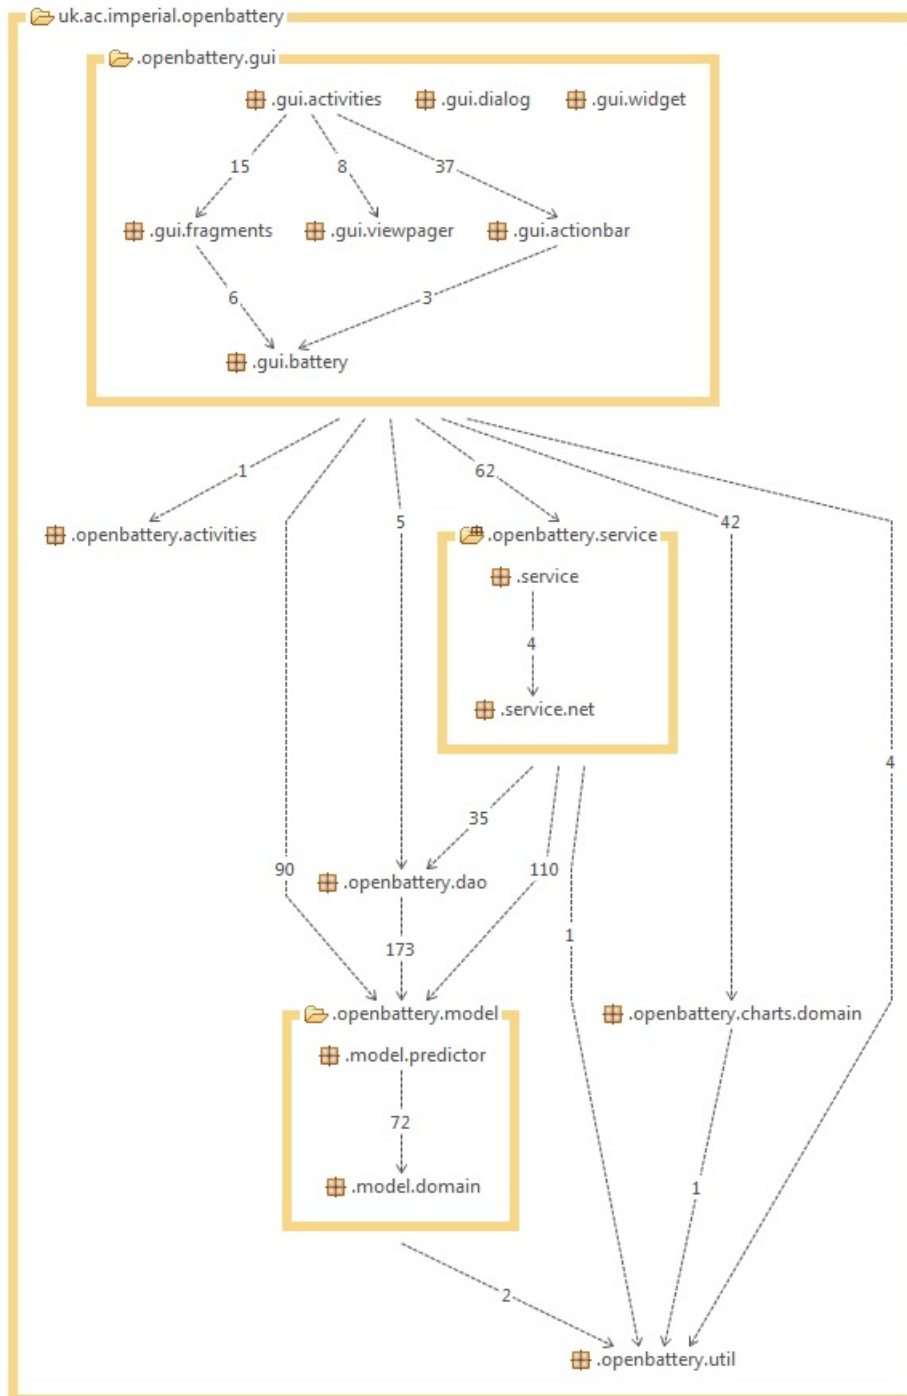 uk.ac.imperial.openbattery
.openbattery.gui
.gui.activities .gui.dialog .gui.widget
15 8 37
.gui.fragments .gui.viewpager .gui.actionbar
6 3
.gui.battery
1 62
5 42
.openbattery.activities .openbattery.service
.service
4
.service.net
4
35
90 110
.openbattery.dao
1
173
.openbattery.model .openbattery.charts.domain
.model.predictor
72
.model.domain
1
2
.openbattery.util